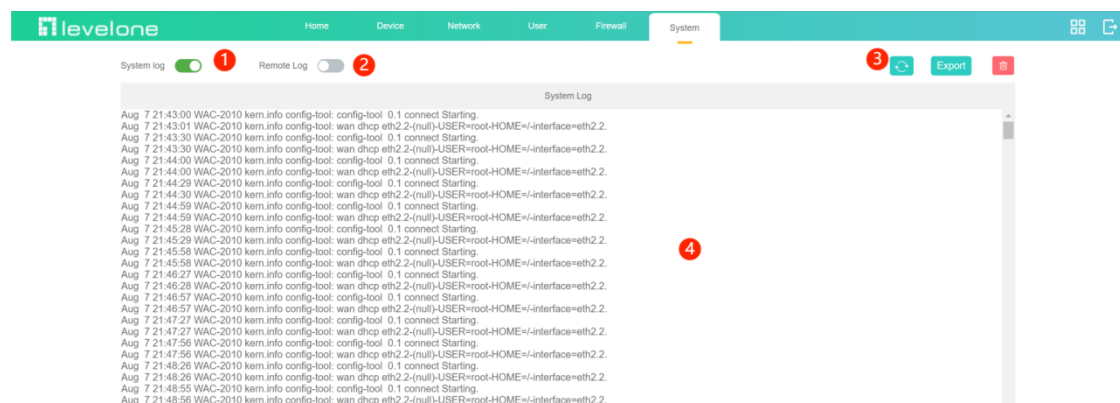 levelone
Home Device Network User Firewall System
System log 1 Remote Log 2 3 Export
System Log
Aug 7 21:43:00 WAC-2010 kern.info config-tool: config-tool 0.1 connect Starting.
Aug 7 21:43:01 WAC-2010 kern.info config-tool: wan dhcp eth2.2-(null)-USER=root-HOME=/-interface=eth2.2.
Aug 7 21:43:30 WAC-2010 kern.info config-tool: config-tool 0.1 connect Starting.
Aug 7 21:43:30 WAC-2010 kern.info config-tool: wan dhcp eth2.2-(null)-USER=root-HOME=/-interface=eth2.2.
Aug 7 21:44:00 WAC-2010 kern.info config-tool: config-tool 0.1 connect Starting.
Aug 7 21:44:00 WAC-2010 kern.info config-tool: wan dhcp eth2.2-(null)-USER=root-HOME=/-interface=eth2.2.
Aug 7 21:44:29 WAC-2010 kern.info config-tool: config-tool 0.1 connect Starting.
Aug 7 21:44:30 WAC-2010 kern.info config-tool: wan dhcp eth2.2-(null)-USER=root-HOME=/-interface=eth2.2.
Aug 7 21:44:59 WAC-2010 kern.info config-tool: config-tool 0.1 connect Starting.
Aug 7 21:44:59 WAC-2010 kern.info config-tool: wan dhcp eth2.2-(null)-USER=root-HOME=/-interface=eth2.2.
Aug 7 21:45:28 WAC-2010 kern.info config-tool: config-tool 0.1 connect Starting.
Aug 7 21:45:29 WAC-2010 kern.info config-tool: wan dhcp eth2.2-(null)-USER=root-HOME=/-interface=eth2.2.
Aug 7 21:45:58 WAC-2010 kern.info config-tool: config-tool 0.1 connect Starting.
Aug 7 21:45:58 WAC-2010 kern.info config-tool: wan dhcp eth2.2-(null)-USER=root-HOME=/-interface=eth2.2.
4
Aug 7 21:46:27 WAC-2010 kern.info config-tool: config-tool 0.1 connect Starting.
Aug 7 21:46:28 WAC-2010 kern.info config-tool: wan dhcp eth2.2-(null)-USER=root-HOME=/-interface=eth2.2.
Aug 7 21:46:57 WAC-2010 kern.info config-tool: config-tool 0.1 connect Starting.
Aug 7 21:46:57 WAC-2010 kern.info config-tool: wan dhcp eth2.2-(null)-USER=root-HOME=/-interface=eth2.2.
Aug 7 21:47:27 WAC-2010 kern.info config-tool: config-tool 0.1 connect Starting.
Aug 7 21:47:27 WAC-2010 kern.info config-tool: wan dhcp eth2.2-(null)-USER=root-HOME=/-interface=eth2.2.
Aug 7 21:47:56 WAC-2010 kern.info config-tool: config-tool 0.1 connect Starting.
Aug 7 21:47:56 WAC-2010 kern.info config-tool: wan dhcp eth2.2-(null)-USER=root-HOME=/-interface=eth2.2.
Aug 7 21:48:26 WAC-2010 kern.info config-tool: config-tool 0.1 connect Starting.
Aug 7 21:48:26 WAC-2010 kern.info config-tool: wan dhcp eth2.2-(null)-USER=root-HOME=/-interface=eth2.2.
Aug 7 21:48:55 WAC-2010 kern.info config-tool: config-tool 0.1 connect Starting.
Aug 7 21:48:56 WAC-2010 kern.info config-tool: wan dhcp eth2.2-(null)-USER=root-HOME=/-interface=eth2.2.